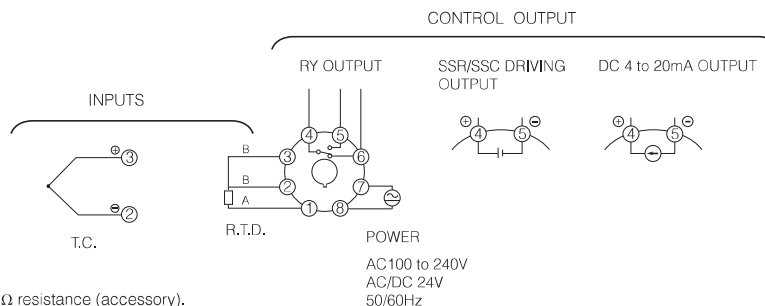 CONTROL OUTPUT
RY OUTPUT
SSR/SSC DRIVING
OUTPUT
DC 4 to 20mA OUTPUT
INPUTS
⊕ 3
⊖ 2
T.C.
B
B
A
R.T.D.
4 5
3 6
2 7
1 8
⊕ 4 5 ⊖
⊕ 4 5 ⊖
POWER
AC100 to 240V
AC/DC 24V
50/60Hz
Ω resistance (accessory).